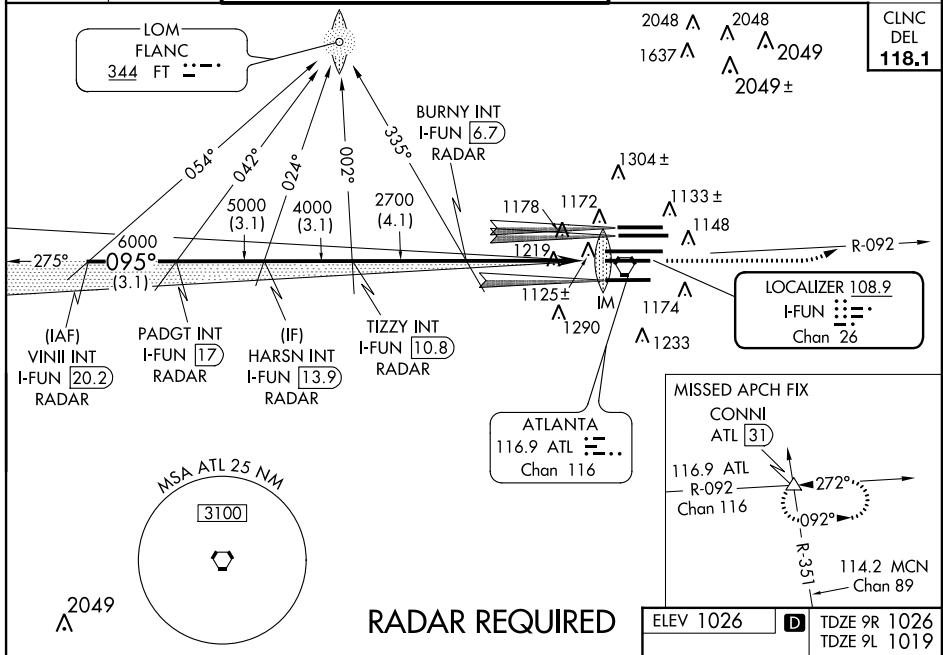 LOM
FLANC
344 FT
2048
2048
1637
2049
2049 ±
CLNC
DEL
118.1
BURNY INT
I-FUN 6.7
RADAR
054°
042°
024°
002°
335°
1304 ±
5000
(3.1)
4000
(3.1)
2700
(4.1)
1178
1172
1133 ±
1148
6000
095°
(3.1)
275°
1219
R-092
1125 ±
IM
1174
1290
1233
LOCALIZER 108.9
I-FUN
Chan 26
(IAF)
VINII INT
I-FUN 20.2
RADAR
PADGT INT
I-FUN 17
RADAR
(IF)
HARSN INT
I-FUN 13.9
RADAR
TIZZY INT
I-FUN 10.8
RADAR
ATLANTA
116.9 ATL
Chan 116
MISSED APCH FIX
CONNI
ATL 31
116.9 ATL
R-092
Chan 116
272°
092°
R-351
114.2 MCN
Chan 89
MSA ATL 25 NM
3100
2049
RADAR REQUIRED
ELEV 1026
D
TDZE 9R 1026
TDZE 9L 1019